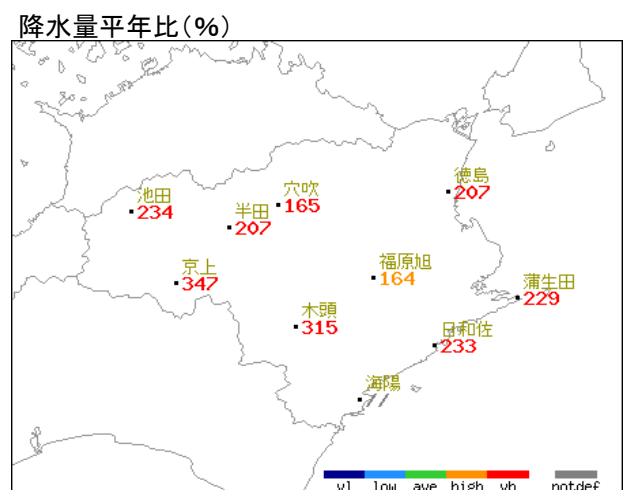 降水量平年比(%)
徳島
207
穴吹
165
池田
234
半田
207
京上
347
福原旭
164
蒲生田
229
木頭
315
日和佐
233
海陽
vl low ave high vh notdef